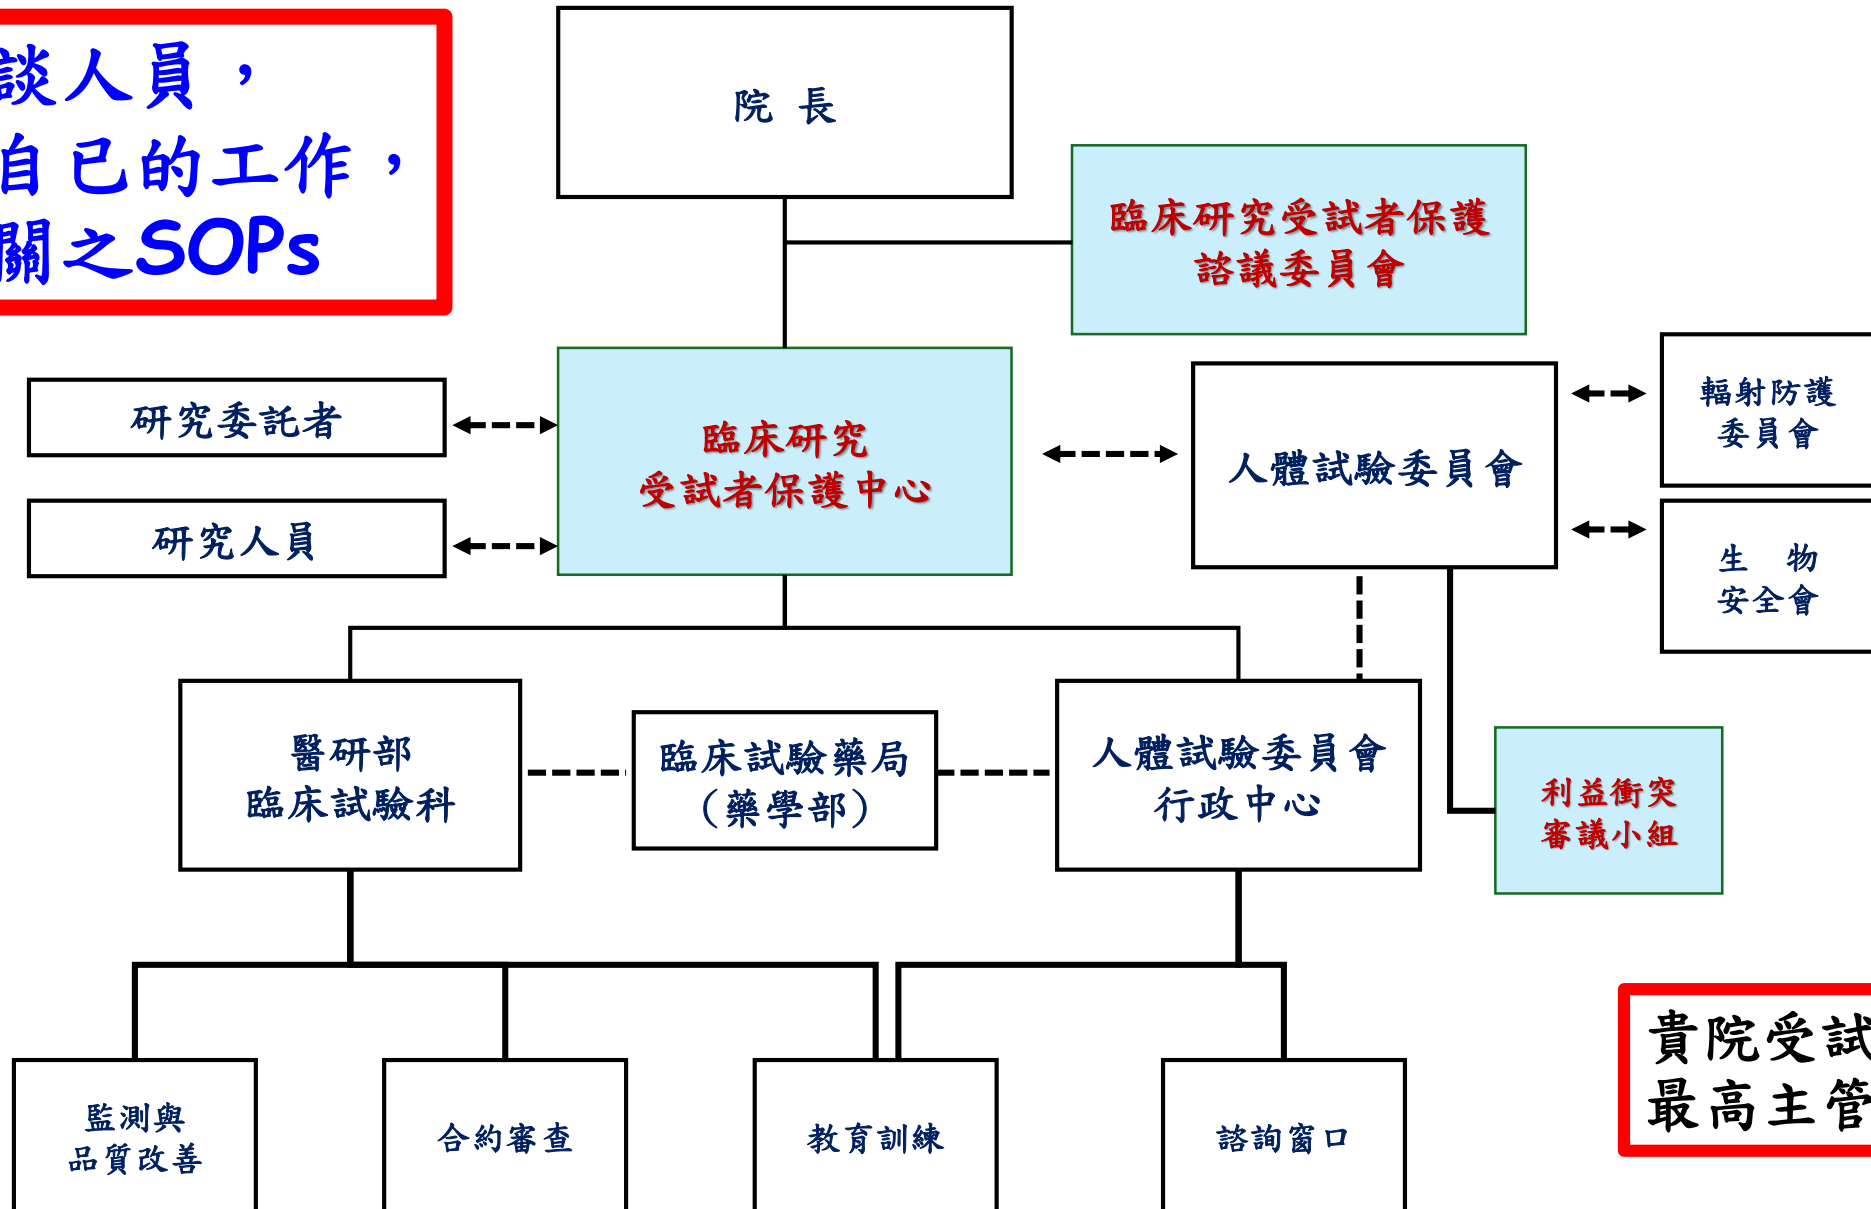 談人員，
自己的工作，
關之SOPs
院 長
臨床研究受試者保護
諮議委員會
研究委託者
研究人員
臨床研究
受試者保護中心
人體試驗委員會
輻射防護
委員會
生 物
安全會
醫研部
臨床試驗科
臨床試驗藥局
（藥學部）
人體試驗委員會
行政中心
利益衝突
審議小組
監測與
品質改善
合約審查
教育訓練
諮詢窗口
貴院受試
最高主管